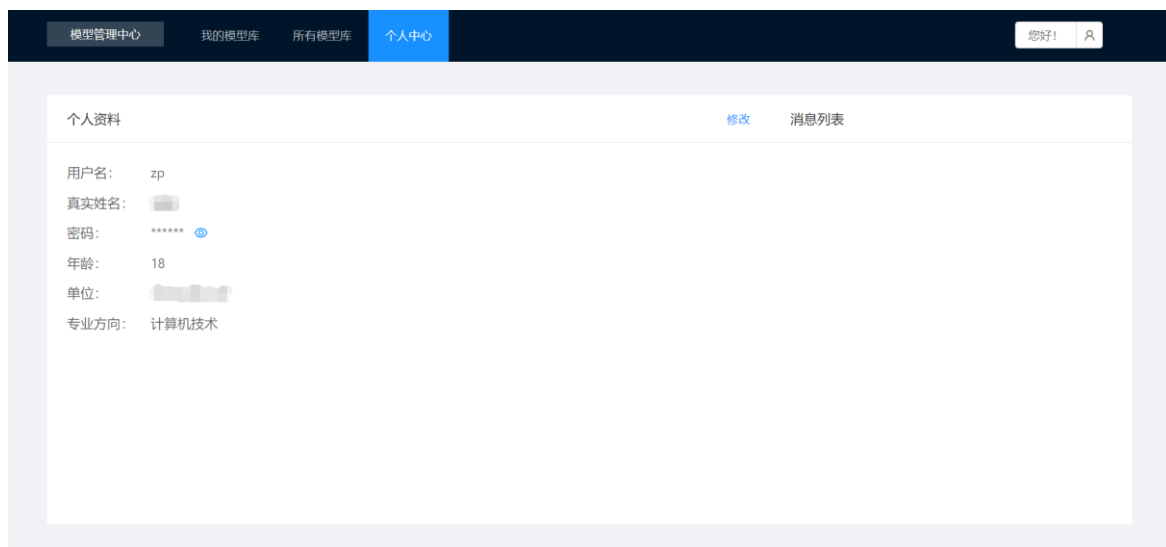 模型管理中心 我的模型库 所有模型库 个人中心 您好!
个人资料 修改 消息列表
用户名: zp
真实姓名:
密码: ******
年龄: 18
单位:
专业方向: 计算机技术